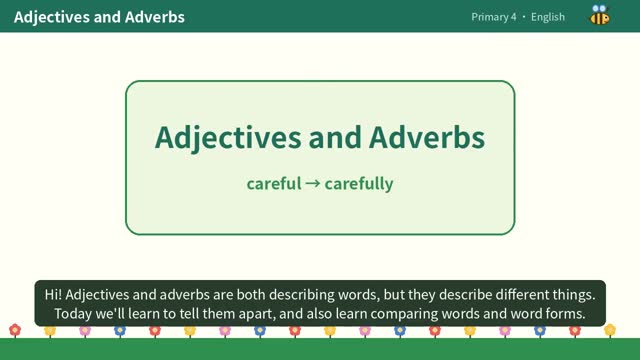 Adjectives and Adverbs
Primary 4 · English
Adjectives and Adverbs
careful → carefully
Hi! Adjectives and adverbs are both describing words, but they describe different things.
Today we'll learn to tell them apart, and also learn comparing words and word forms.